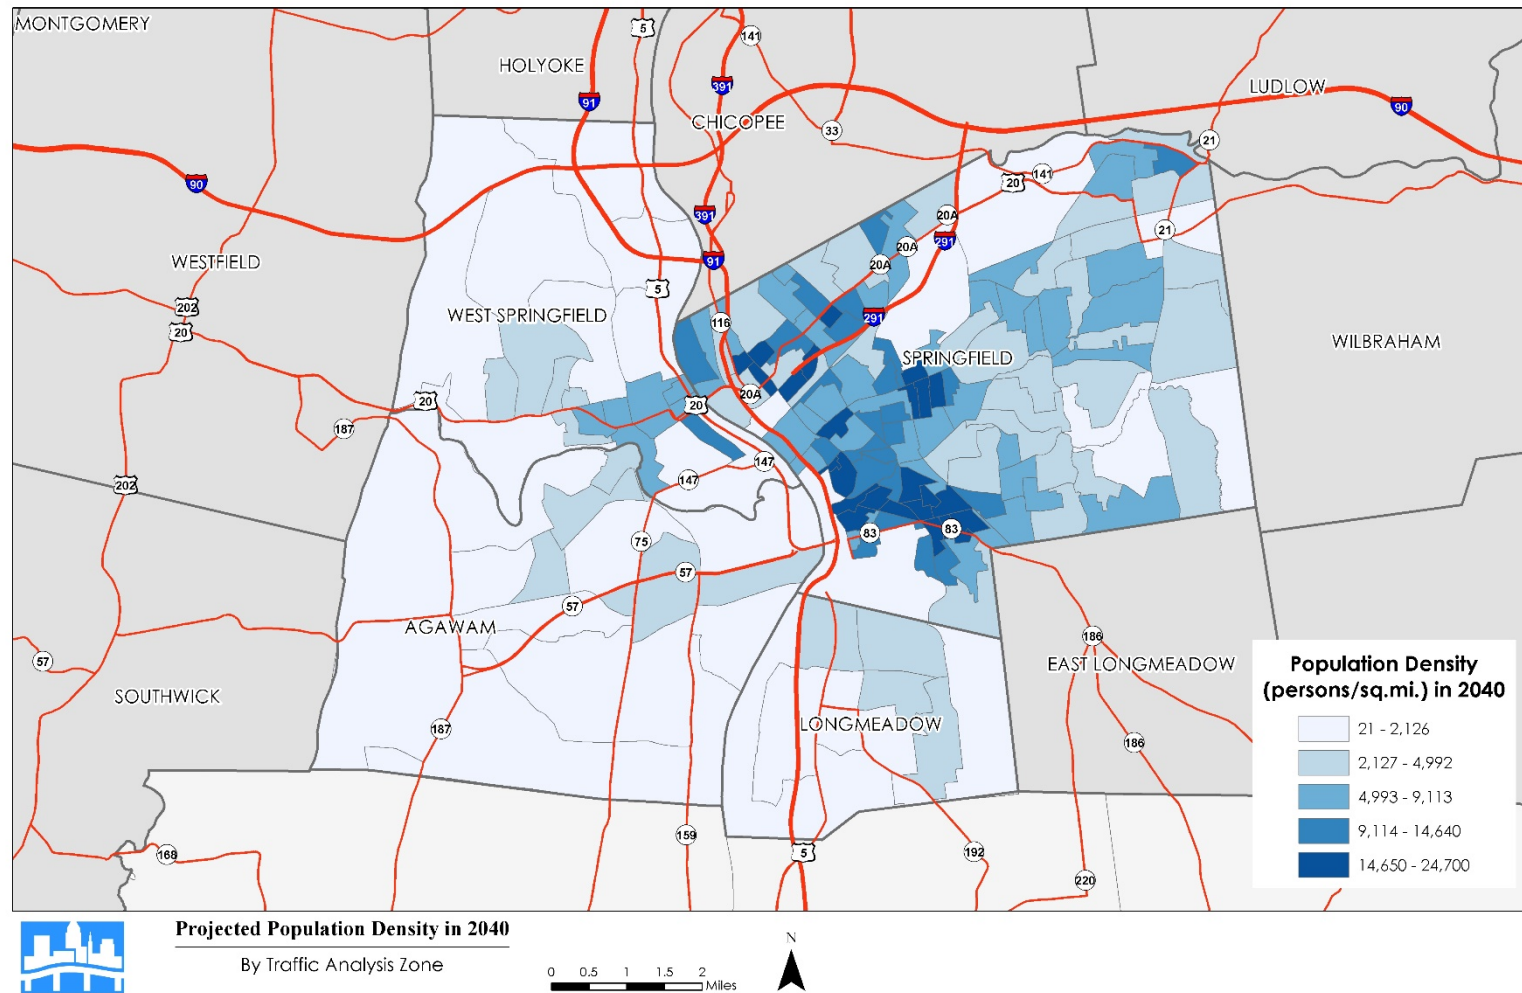 MONTGOMERY
5
141
HOLYOKE
391
LUDLOW
91
90
CHICOPEE
33
21
141
20
90
391
20A
21
20A
291
WESTFIELD
91
20A
5
202
WEST SPRINGFIELD
291
116
20
WILBRAHAM
SPRINGFIELD
20A
20
20
187
147
147
202
83
83
75
57
57
AGAWAM
186
57
EAST LONGMEADOW
SOUTHWICK
LONGMEADOW
187
186
159
5
192
168
220
Population Density
(persons/sq.mi.) in 2040
21 - 2,126
2,127 - 4,992
4,993 - 9,113
9,114 - 14,640
14,650 - 24,700
Projected Population Density in 2040
By Traffic Analysis Zone
N
0 0.5 1 1.5 2
Miles